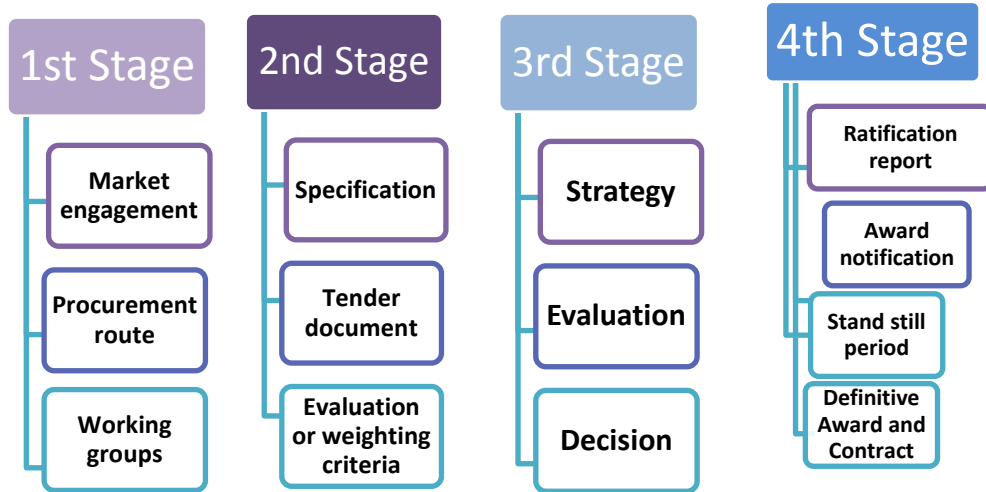 1st Stage
Market
engagement
Procurement
route
Working
groups
2nd Stage
Specification
Tender
document
Evaluation
or weighting
criteria
3rd Stage
Strategy
Evaluation
Decision
4th Stage
Ratification
report
Award
notification
Stand still
period
Definitive
Award and
Contract